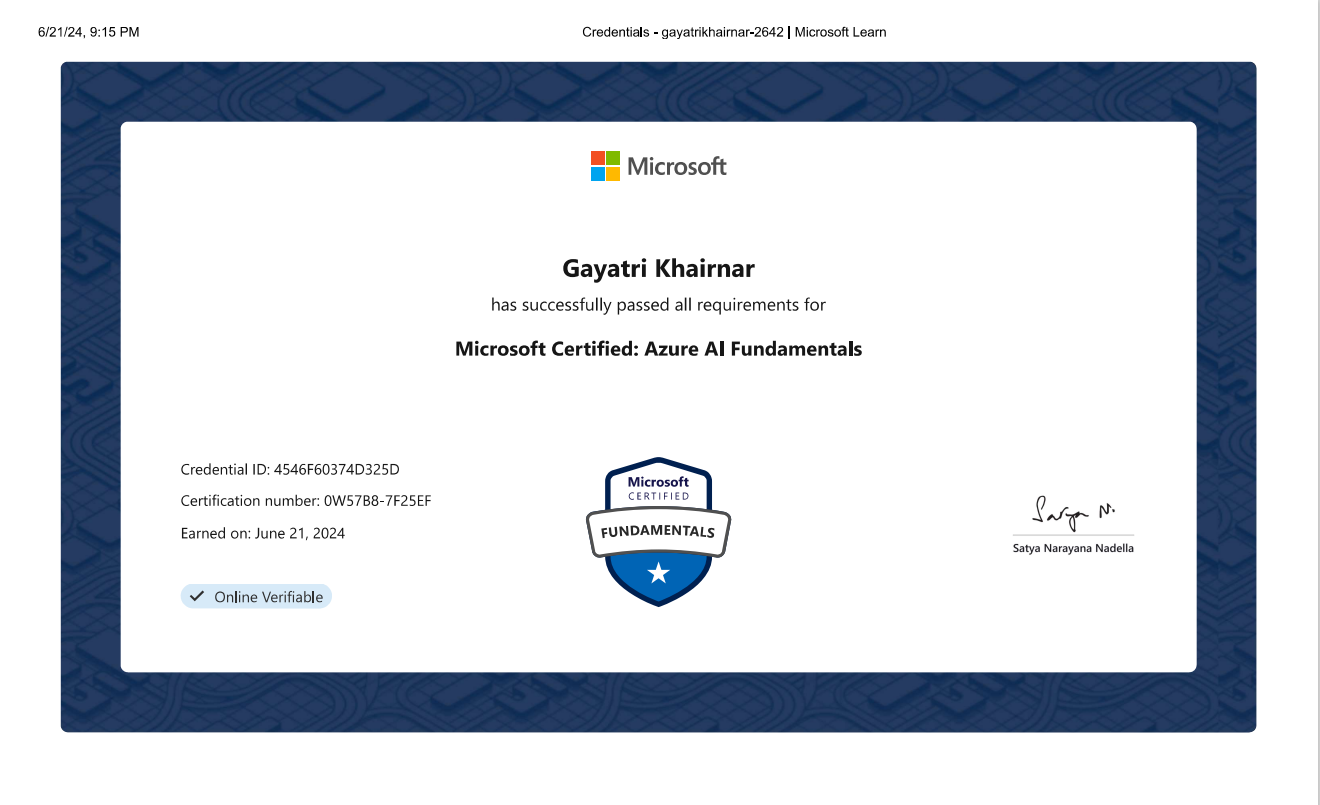 6/21/24, 9:15 PM
Credentials - gayatrikhairnar-2642 | Microsoft Learn
Microsoft
Gayatri Khairnar
has successfully passed all requirements for
Microsoft Certified: Azure AI Fundamentals
Credential ID: 4546F60374D325D
Certification number: 0W57B8-7F25EF
Earned on: June 21, 2024
Online Verifiable
Microsoft
CERTIFIED
FUNDAMENTALS
Satya N.
Satya Narayana Nadella